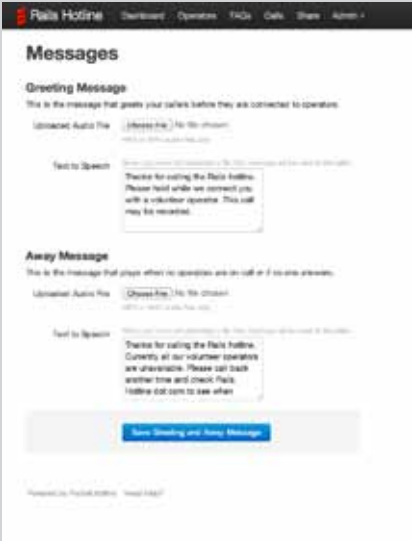 Rails Hotline Dashboard Operators FAQs Calls Share Admin
Messages
Greeting Message
This is the message that greets your callers before they are connected to operators.
Uploaded Audio File Choose File No file chosen
Text to Speech
Thanks for calling the Rails hotline.
Please hold while we connect you
with a volunteer operator. This call
may be recorded.
Away Message
This is the message that plays when no operators are on call or if no one answers.
Uploaded Audio File Choose File No file chosen
Text to Speech
Thanks for calling the Rails hotline.
Currently all our volunteer operators
are unavailable. Please call back
another time and check Rails
Hotline dot com to see when
Save Greeting and Away Message
Powered by Need Help?